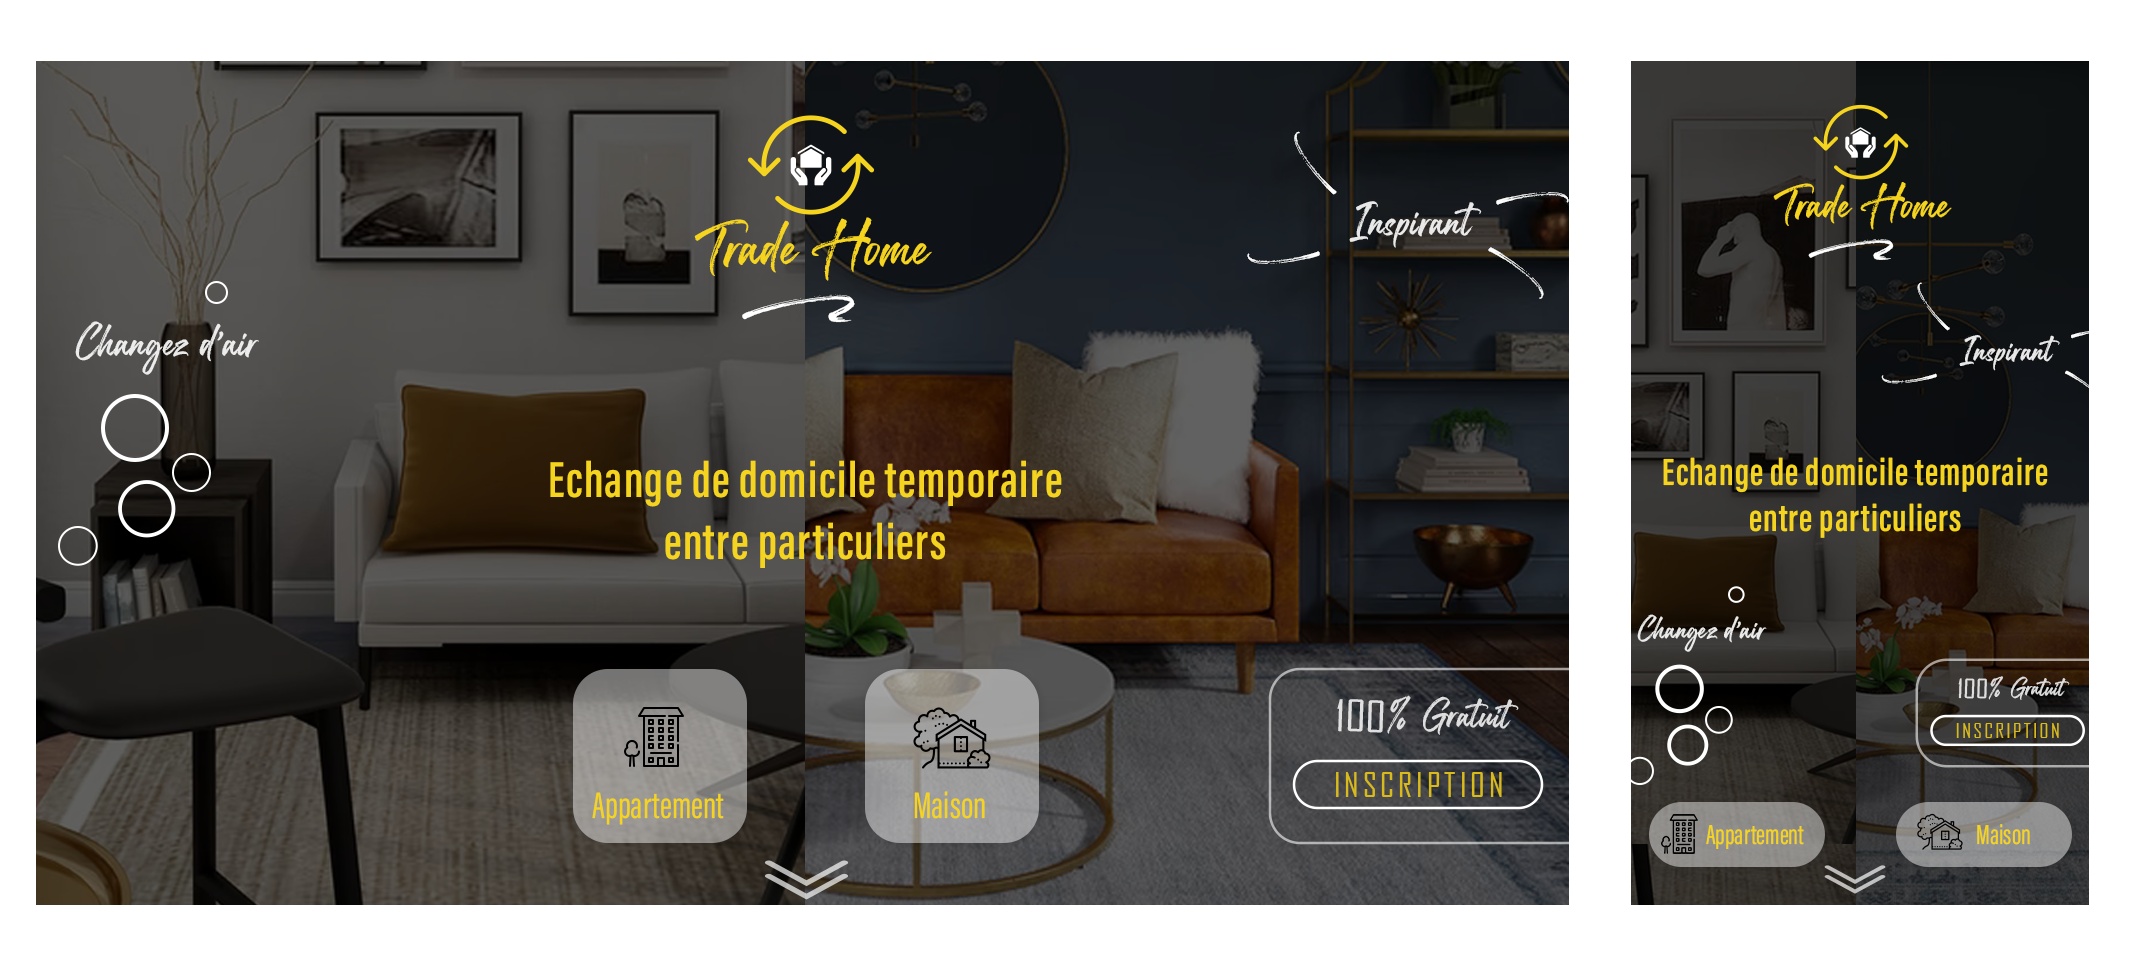 Trade Home
Inspirant
Changez d'air
Echange de domicile temporaire
entre particuliers
Appartement
Maison
100% Gratuit
INSCRIPTION
Trade Home
Inspirant
Echange de domicile temporaire
entre particuliers
Changez d'air
100% Gratuit
INSCRIPTION
Appartement
Maison